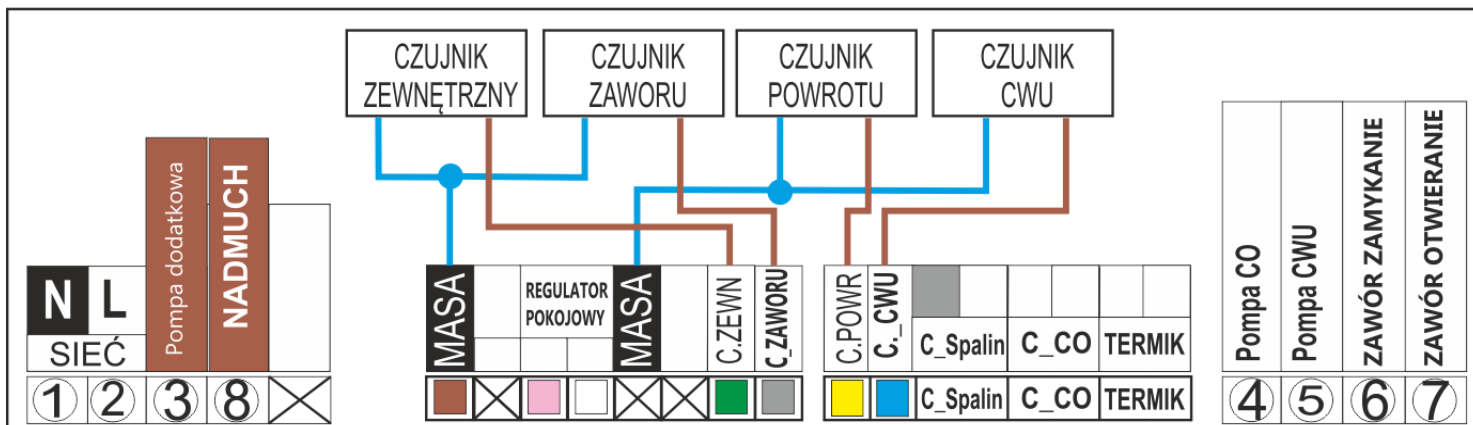 CZUJNIK
ZEWNĘTRZNY
CZUJNIK
ZAWORU
CZUJNIK
POWROTU
CZUJNIK
CWU
N
L
SIEĆ
Pompa dodatkowa
NADMUCH
MASA
REGULATOR
POKOJOWY
MASA
C.ZEWN
C_ZAWORU
C.POWR
C._CWU
C_Spalin
C_CO
TERMIK
Pompa CO
Pompa CWU
ZAWÓR ZAMYKANIE
ZAWÓR OTWIERANIE
1 2 3 8
C_Spalin C_CO TERMIK
4 5 6 7